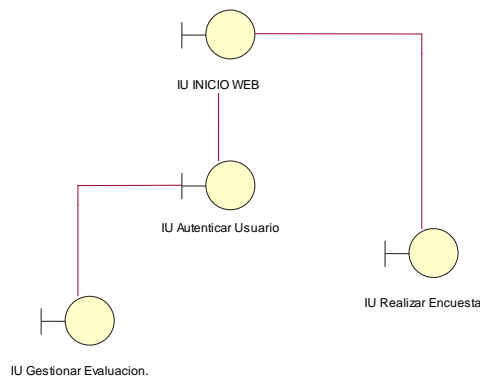 IU INICIO WEB
IU Autenticar Usuario
IU Realizar Encuesta
IU Gestionar Evaluacion.